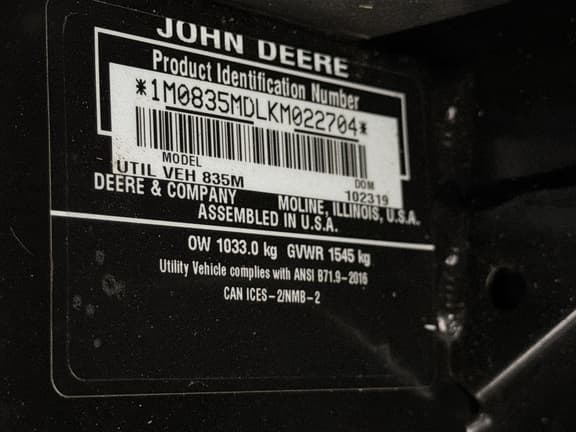 JOHN DEERE
Product Identification Number
*1M0835MDLKM022704*
MODEL DOM
UTIL VEH 835M 102319
DEERE & COMPANY MOLINE, ILLINOIS, U.S.A.
ASSEMBLED IN U.S.A.
OW 1033.0 kg GVWR 1545 kg
Utility Vehicle complies with ANSI B71.9-2016
CAN ICES-2/NMB-2